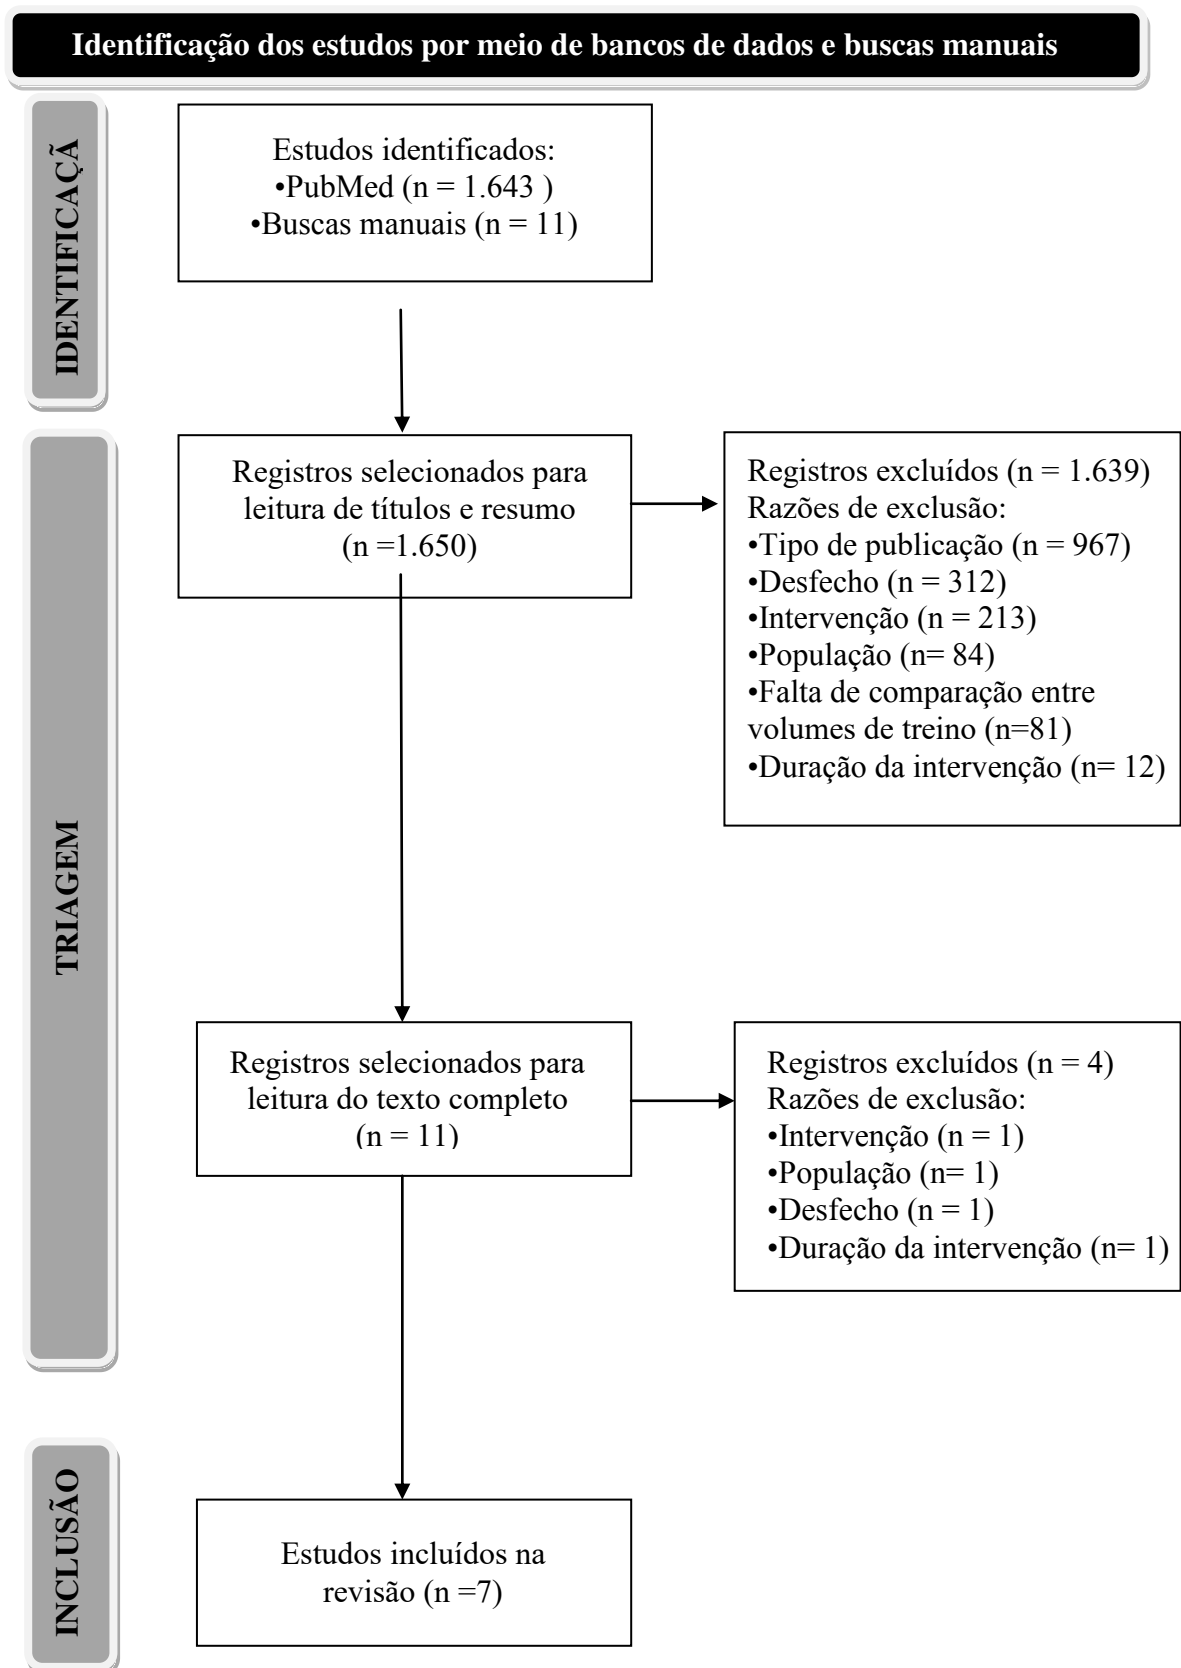 Identificação dos estudos por meio de bancos de dados e buscas manuais
IDENTIFICAÇÃ
Estudos identificados:
•PubMed (n = 1.643 )
•Buscas manuais (n = 11)
TRIAGEM
Registros selecionados para
leitura de títulos e resumo
(n =1.650)
Registros excluídos (n = 1.639)
Razões de exclusão:
•Tipo de publicação (n = 967)
•Desfecho (n = 312)
•Intervenção (n = 213)
•População (n= 84)
•Falta de comparação entre
volumes de treino (n=81)
•Duração da intervenção (n= 12)
Registros selecionados para
leitura do texto completo
(n = 11)
Registros excluídos (n = 4)
Razões de exclusão:
•Intervenção (n = 1)
•População (n= 1)
•Desfecho (n = 1)
•Duração da intervenção (n= 1)
INCLUSÃO
Estudos incluídos na
revisão (n =7)